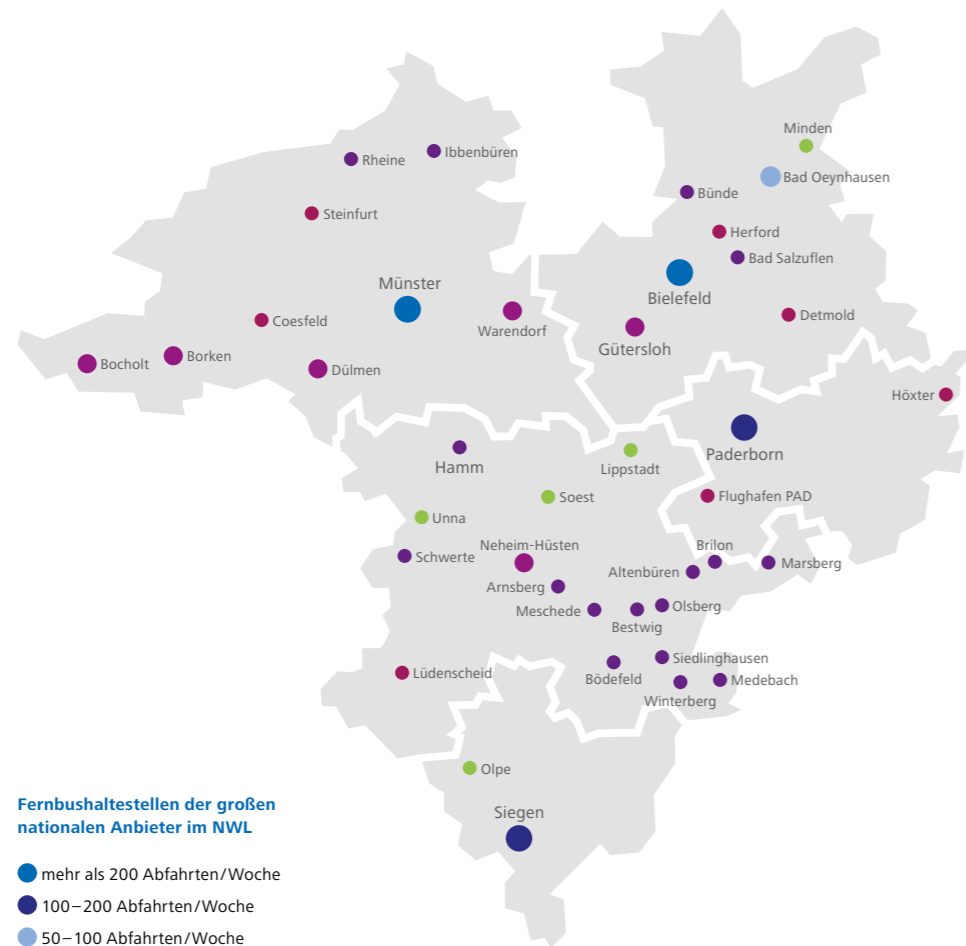 Minden
Ibbenbüren
Rheine
Bad Oeynhausen
Bünde
Steinfurt
Herford
Bad Salzuflen
Münster
Bielefeld
Coesfeld
Warendorf
Detmold
Gütersloh
Borken
Bocholt
Dülmen
Höxter
Paderborn
Hamm
Lippstadt
Soest
Flughafen PAD
Unna
Neheim-Hüsten
Brilon
Schwerte
Altenbüren
Marsberg
Arnsberg
Meschede
Olsberg
Bestwig
Siedlinghausen
Lüdenscheid
Bödefeld
Medebach
Winterberg
Olpe
Siegen
Fernbushaltestellen der großen
nationalen Anbieter im NWL
mehr als 200 Abfahrten/Woche
100–200 Abfahrten/Woche
50–100 Abfahrten/Woche